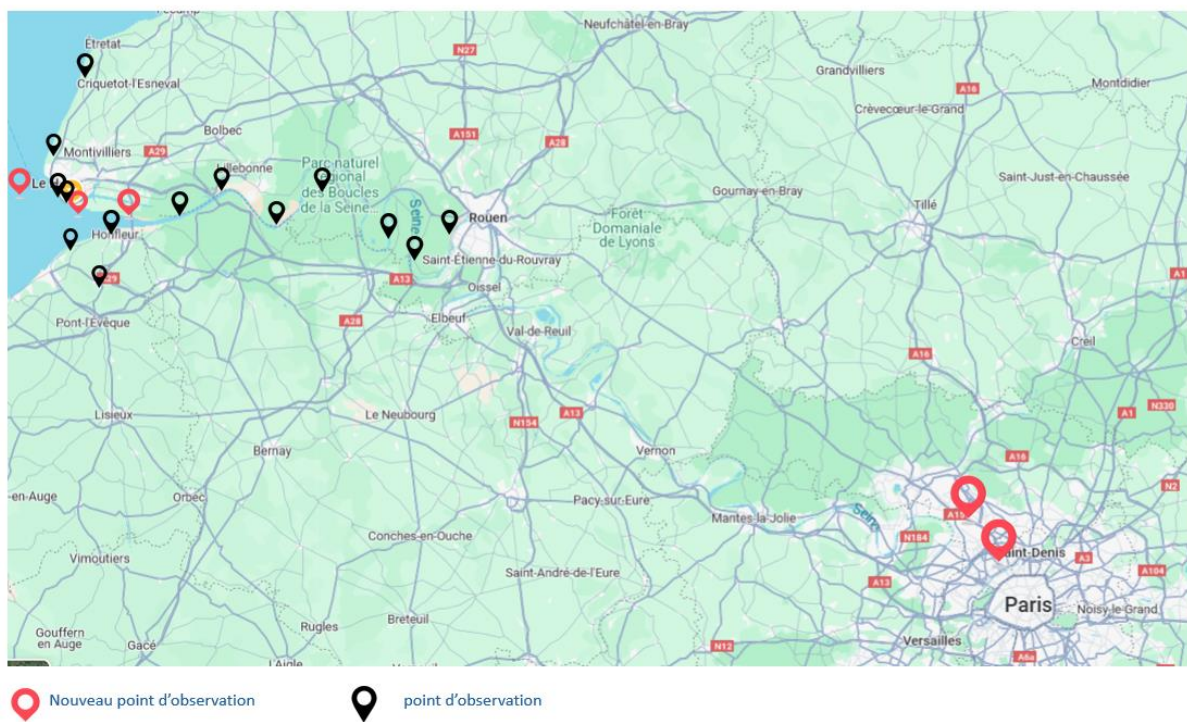 Neufchâtel-en-Bray
Étretat
N27
Grandvilliers
A16
Montdidier
Criquetot-l'Esneval
Crèvecœur-le-Grand
Bolbec
A151
A28
Montivilliers
A29
Lillebonne
Parc naturel
régional
des Boucles
de la Seine...
Saint-Just-en-Chaussée
Le
Gournay-en-Bray
Tillé
Seine
Rouen
Forêt
Domaniale
de Lyons
Honfleur
Saint-Étienne-du-Rouvray
A29
A13
Oissel
A1
Pont-l'Évêque
A28
Elbeuf
Val-de-Reuil
Creil
A16
Lisieux
Le Neubourg
A13
N154
A1
N330
Bernay
Vernon
A16
-en-Auge
Orbec
Pacy-sur-Eure
Mantes-la-Jolie
Seine
A15
N2
Conches-en-Ouche
N184
Saint-Denis
A3
Vimoutiers
Saint-André-de-l'Eure
A13
A104
Paris
Noisy-le-Grand
Gouffern
en Auge
Gacé
Rugles
Breteuil
Versailles
N12
L'Aigle
A6a
Nouveau point d'observation
point d'observation